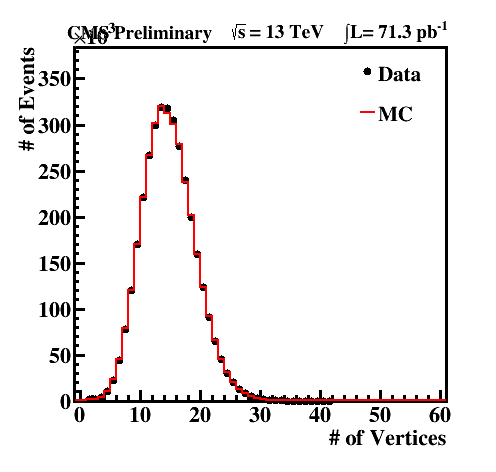 CMS Preliminary √s = 13 TeV ∫L= 71.3 pb⁻¹
×10³
# of Events
350
300
250
200
150
100
50
0
Data
MC
0 10 20 30 40 50 60
# of Vertices